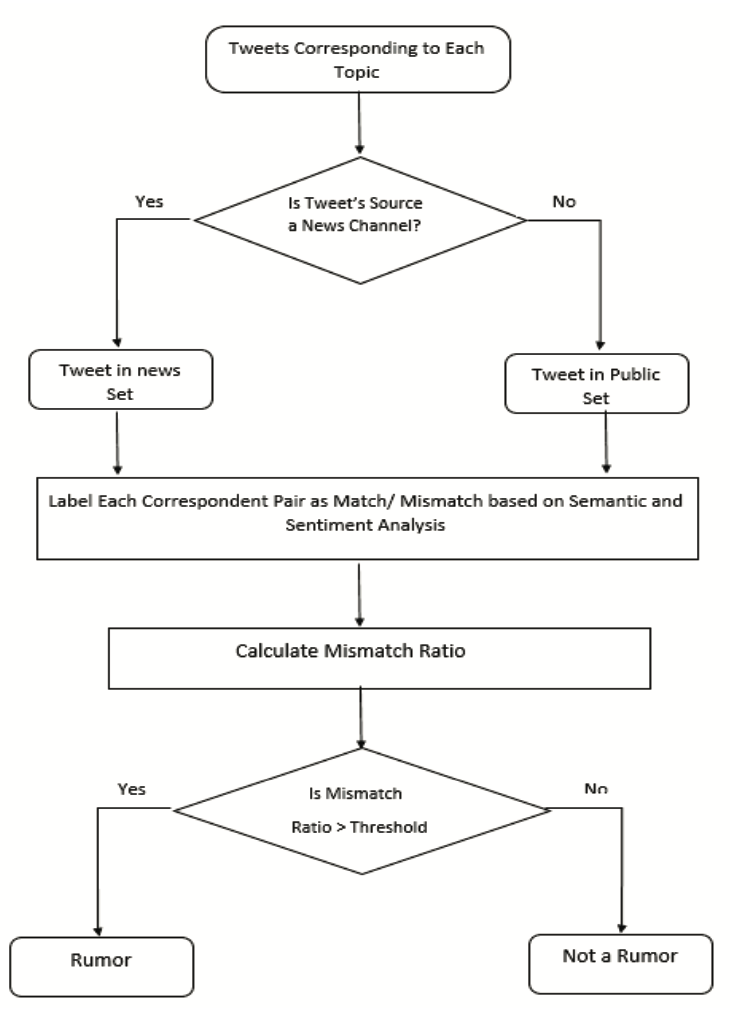 Tweets Corresponding to Each
Topic
Yes
Is Tweet's Source
a News Channel?
No
Tweet in news
Set
Tweet in Public
Set
Label Each Correspondent Pair as Match/ Mismatch based on Semantic and
Sentiment Analysis
Calculate Mismatch Ratio
Yes
Is Mismatch
Ratio > Threshold
No
Rumor
Not a Rumor